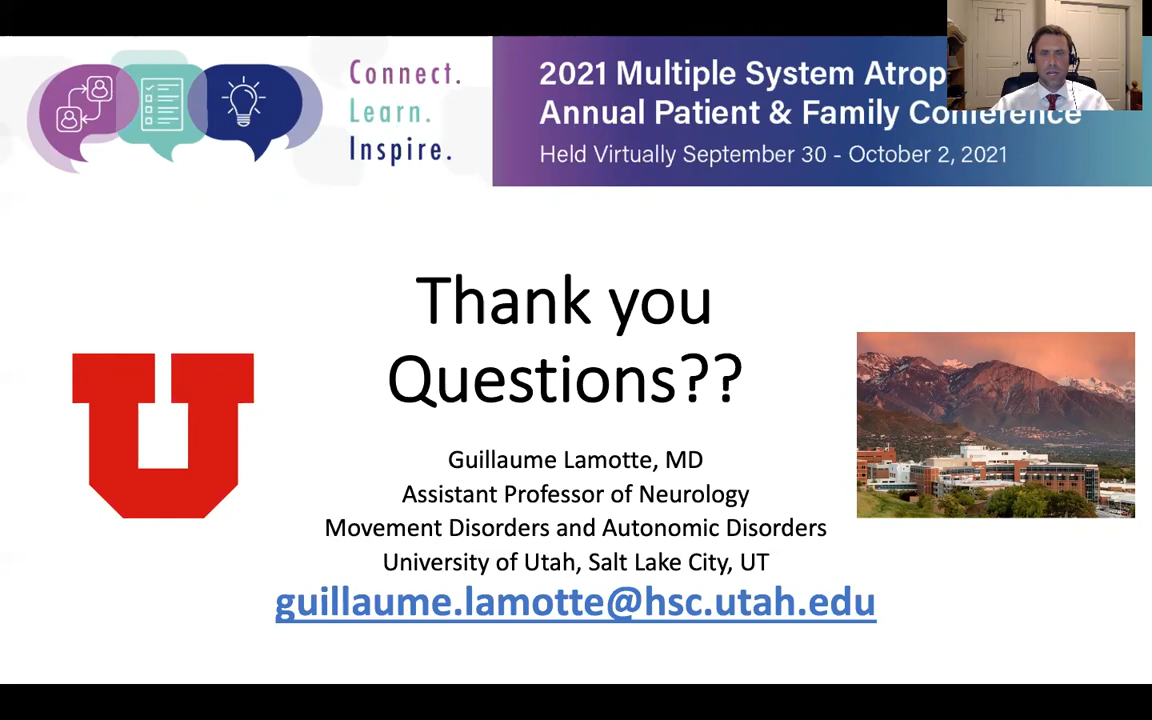 Connect.
Learn.
Inspire.
2021 Multiple System Atrop
Annual Patient & Family Conference
Held Virtually September 30 - October 2, 2021
Thank you
Questions??
U
Guillaume Lamotte, MD
Assistant Professor of Neurology
Movement Disorders and Autonomic Disorders
University of Utah, Salt Lake City, UT
guillaume.lamotte@hsc.utah.edu